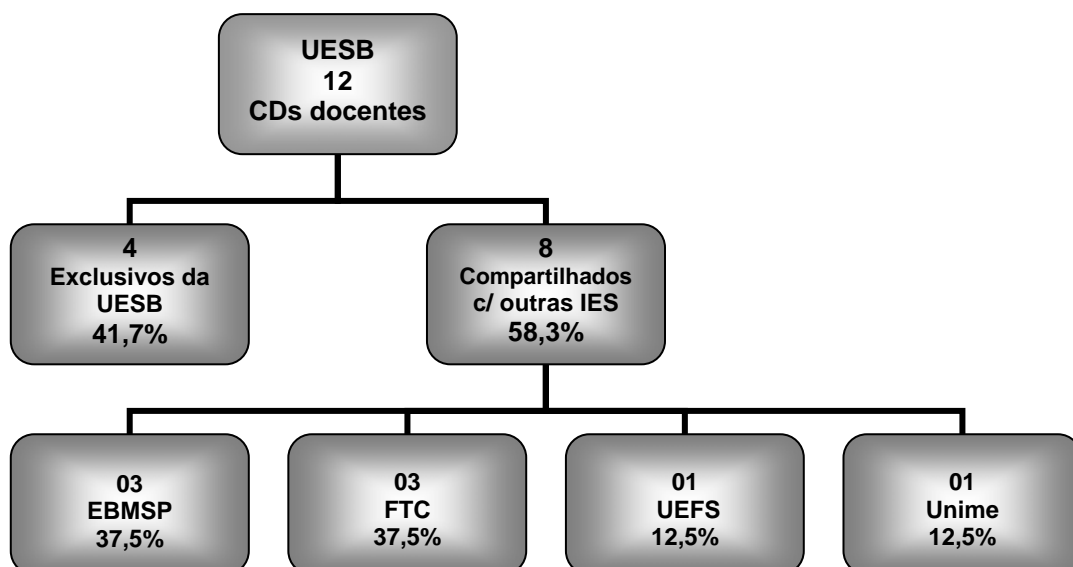 UESB
12
CDs docentes
4
Exclusivos da
UESB
41,7%
8
Compartilhados
c/ outras IES
58,3%
03
EBMSP
37,5%
03
FTC
37,5%
01
UEFS
12,5%
01
Unime
12,5%